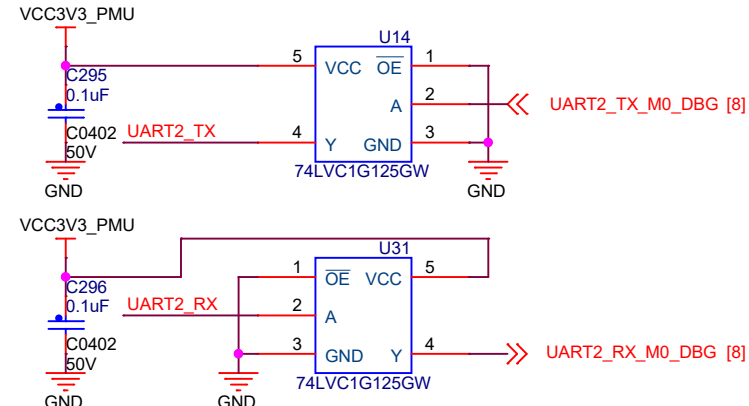 VCC3V3_PMU
U14
5 VCC OE 1
C295
0.1uF
A 2 UART2_TX_M0_DBG [8]
C0402 UART2_TX 4 Y GND 3
50V
74LVC1G125GW
GND GND
VCC3V3_PMU
U31
1 OE VCC 5
C296
0.1uF UART2_RX 2 A
C0402 3 GND Y 4 UART2_RX_M0_DBG [8]
50V
74LVC1G125GW
GND GND